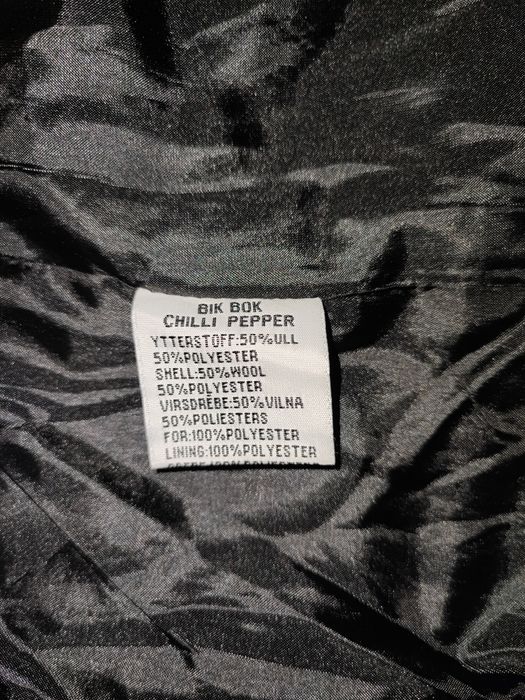 BIK BOK
CHILLI PEPPER
YTTERSTOFF:50%ULL
50%POLYESTER
SHELL:50%WOOL
50%POLYESTER
VIRSDRĒBE:50%VILNA
50%POLIESTERS
FOR:100%POLYESTER
LINING:100%POLYESTER